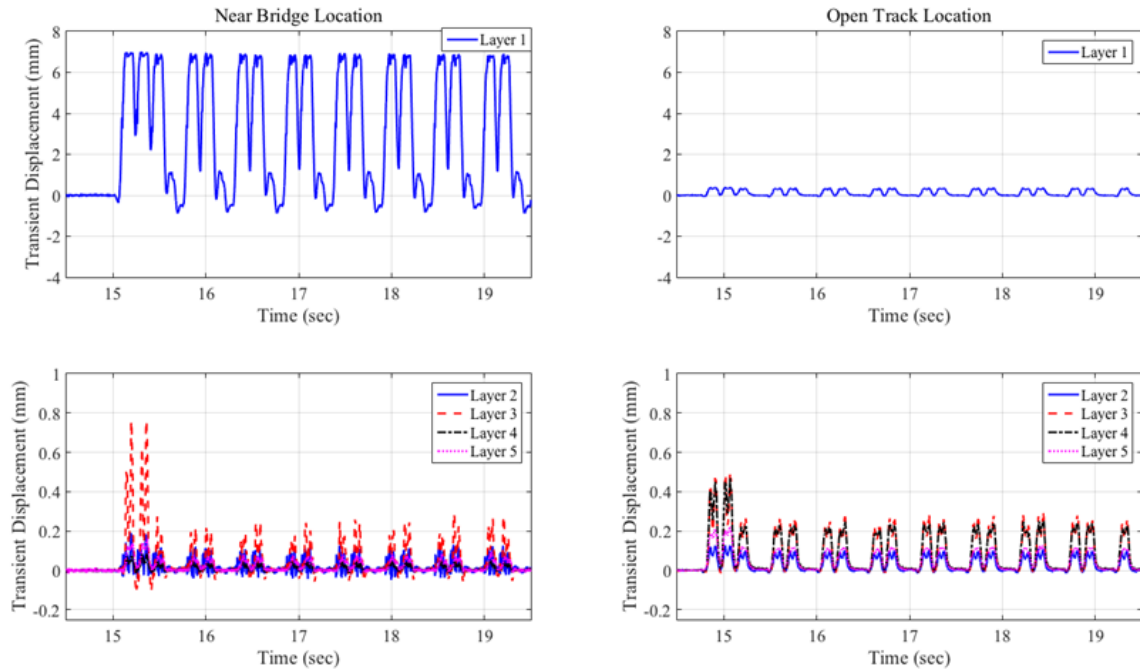 Near Bridge Location
Transient Displacement (mm)
8
6
4
2
0
-2
-4
15
16
17
18
19
Time (sec)
Layer 1
Open Track Location
Transient Displacement (mm)
8
6
4
2
0
-2
-4
15
16
17
18
19
Time (sec)
Layer 1
Transient Displacement (mm)
1
0.8
0.6
0.4
0.2
0
-0.2
15
16
17
18
19
Time (sec)
Layer 2
Layer 3
Layer 4
Layer 5
Transient Displacement (mm)
1
0.8
0.6
0.4
0.2
0
-0.2
15
16
17
18
19
Time (sec)
Layer 2
Layer 3
Layer 4
Layer 5